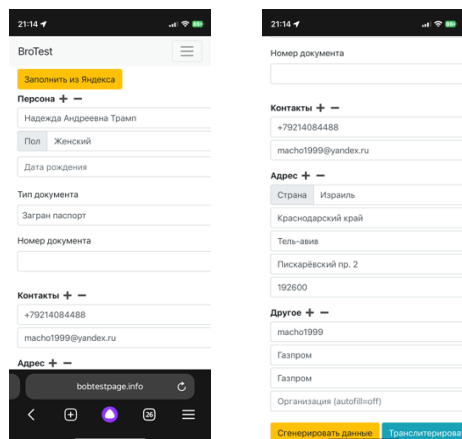 21:14
BroTest
Заполнить из Яндекса
Персона + −
Надежда Андреевна Трамп
Пол Женский
Дата рождения
Тип документа
Загран паспорт
Номер документа
Контакты + −
+79214084488
macho1999@yandex.ru
Адрес + −
bobtestpage.info
26
21:14
Номер документа
Контакты + −
+79214084488
macho1999@yandex.ru
Адрес + −
Страна Израиль
Краснодарский край
Тель-авив
Пискарёвский пр. 2
192600
Другое + −
macho1999
Газпром
Газпром
Организация (autofill=off)
Сгенерировать данные Транслитерироват